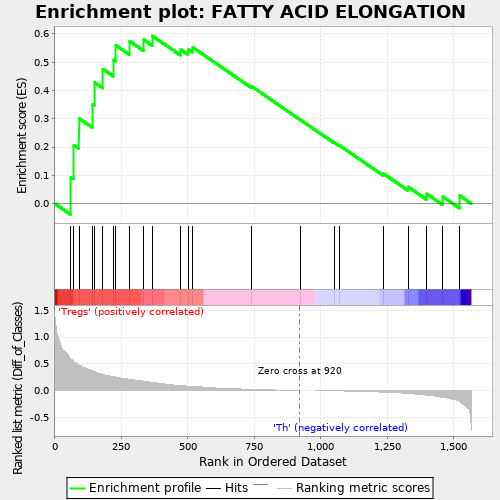 Enrichment plot: FATTY ACID ELONGATION
Enrichment score (ES)
0.6
0.5
0.4
0.3
0.2
0.1
0.0
Ranked list metric (Diff_of_Classes)
1.5
1.0
0.5
0.0
-0.5
'Tregs' (positively correlated)
Zero cross at 920
'Th' (negatively correlated)
0 250 500 750 1,000 1,250 1,500
Rank in Ordered Dataset
Enrichment profile Hits Ranking metric scores